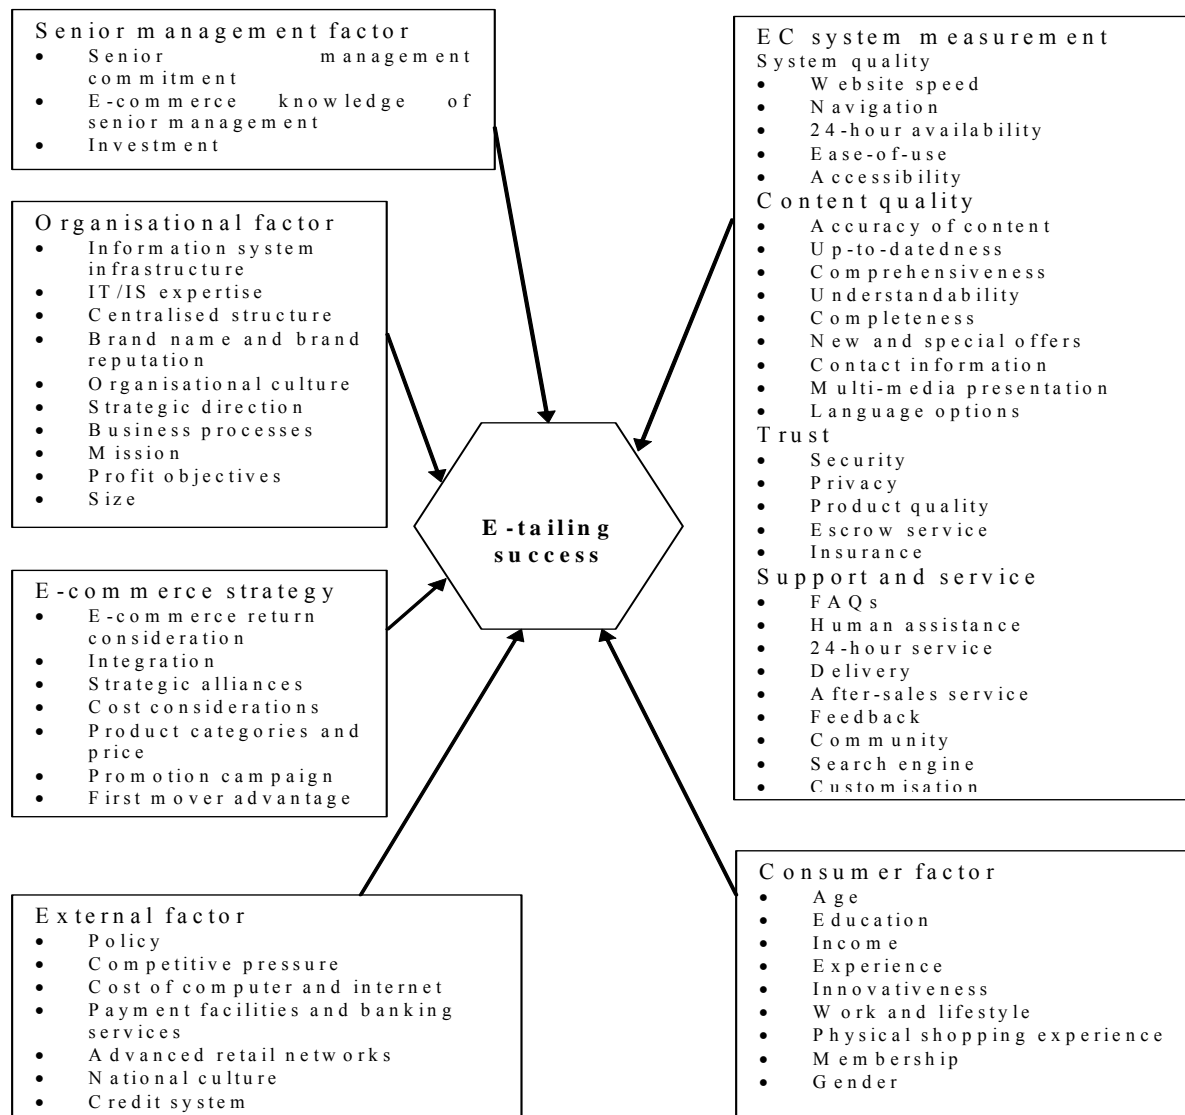 Senior management factor
• Senior management
commitment
• E-commerce knowledge of
senior management
• Investment
Organisational factor
• Information system
infrastructure
• IT/IS expertise
• Centralised structure
• Brand name and brand
reputation
• Organisational culture
• Strategic direction
• Business processes
• Mission
• Profit objectives
• Size
E-commerce strategy
• E-commerce return
consideration
• Integration
• Strategic alliances
• Cost considerations
• Product categories and
price
• Promotion campaign
• First mover advantage
External factor
• Policy
• Competitive pressure
• Cost of computer and internet
• Payment facilities and banking
services
• Advanced retail networks
• National culture
• Credit system
E-tailing
success
EC system measurement
System quality
• Website speed
• Navigation
• 24-hour availability
• Ease-of-use
• Accessibility
Content quality
• Accuracy of content
• Up-to-datedness
• Comprehensiveness
• Understandability
• Completeness
• New and special offers
• Contact information
• Multi-media presentation
• Language options
Trust
• Security
• Privacy
• Product quality
• Escrow service
• Insurance
Support and service
• FAQs
• Human assistance
• 24-hour service
• Delivery
• After-sales service
• Feedback
• Community
• Search engine
• Customisation
Consumer factor
• Age
• Education
• Income
• Experience
• Innovativeness
• Work and lifestyle
• Physical shopping experience
• Membership
• Gender